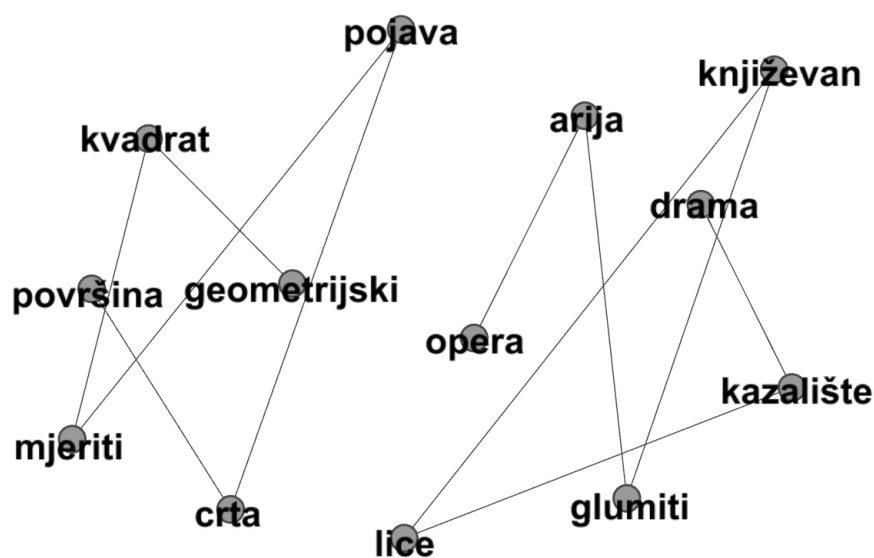 pojava
književan
arija
kvadrat
drama
površina
geometrijski
opera
kazalište
mjeriti
glumiti
crta
lice